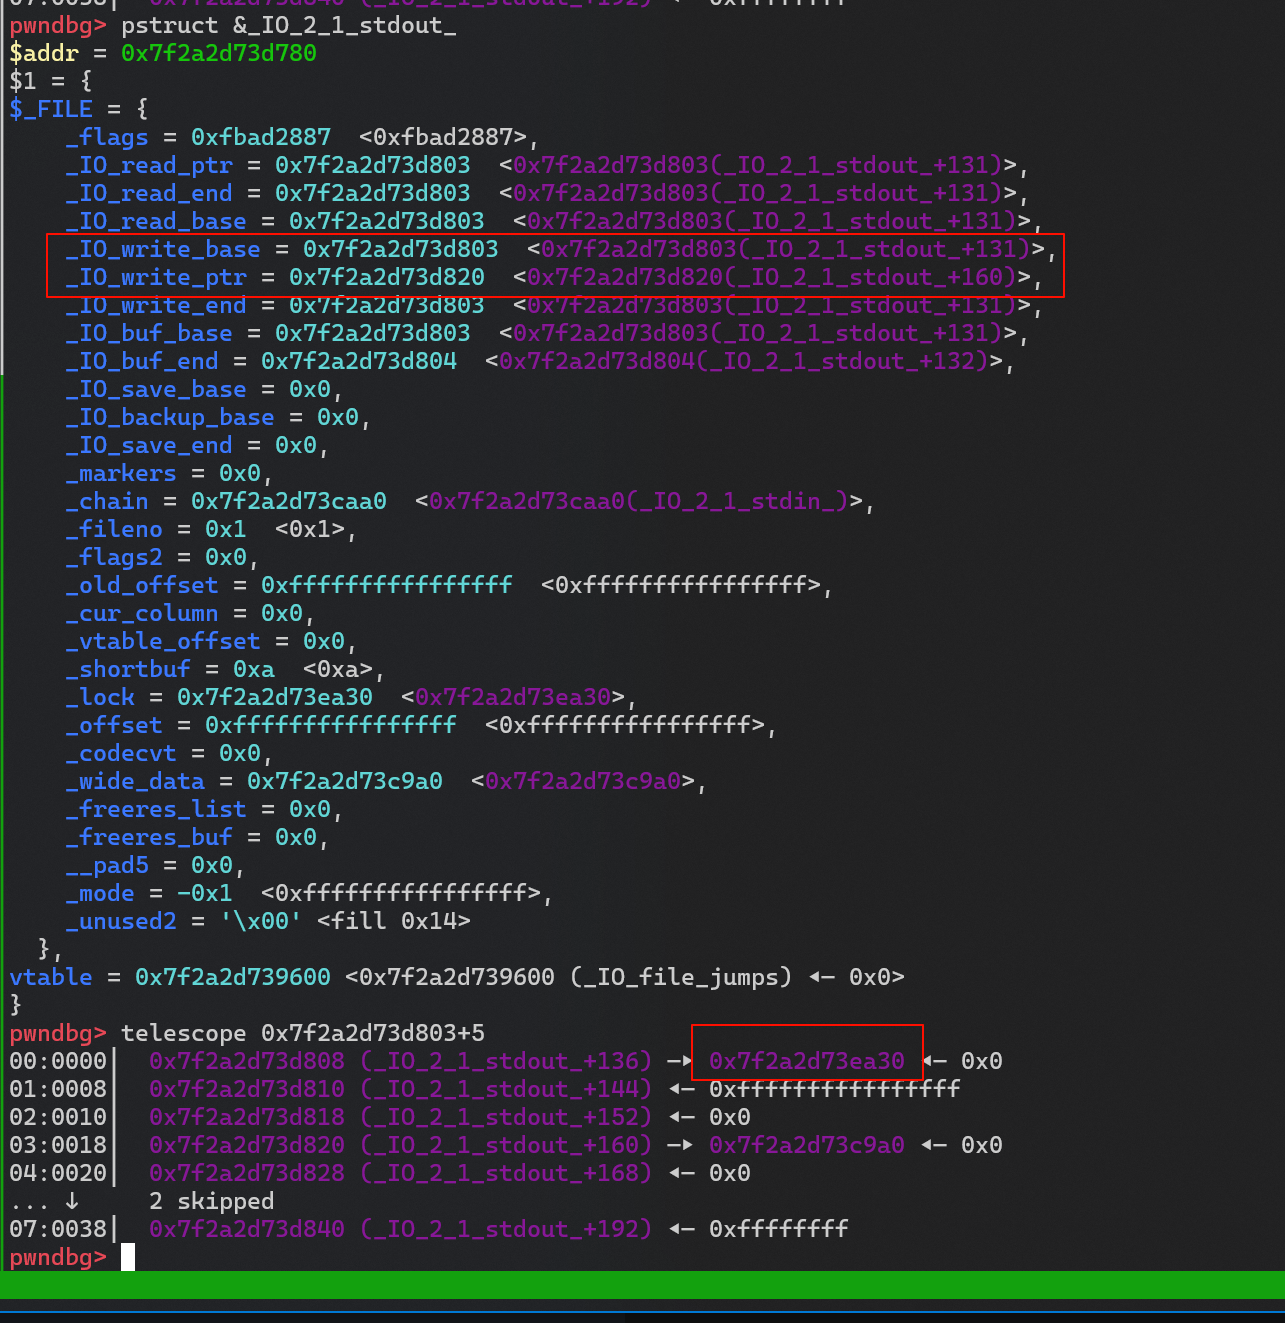 07:0038│  0x7f2a2d73d840 (_IO_2_1_stdout_+192) ◂— 0xffffffff
pwndbg> pstruct &_IO_2_1_stdout_
$addr = 0x7f2a2d73d780
$1 = {
$_FILE = {
    _flags = 0xfbad2887  <0xfbad2887>,
    _IO_read_ptr = 0x7f2a2d73d803  <0x7f2a2d73d803(_IO_2_1_stdout_+131)>,
    _IO_read_end = 0x7f2a2d73d803  <0x7f2a2d73d803(_IO_2_1_stdout_+131)>,
    _IO_read_base = 0x7f2a2d73d803  <0x7f2a2d73d803(_IO_2_1_stdout_+131)>,
    _IO_write_base = 0x7f2a2d73d803  <0x7f2a2d73d803(_IO_2_1_stdout_+131)>,
    _IO_write_ptr = 0x7f2a2d73d820  <0x7f2a2d73d820(_IO_2_1_stdout_+160)>,
    _IO_write_end = 0x7f2a2d73d803  <0x7f2a2d73d803(_IO_2_1_stdout_+131)>,
    _IO_buf_base = 0x7f2a2d73d803  <0x7f2a2d73d803(_IO_2_1_stdout_+131)>,
    _IO_buf_end = 0x7f2a2d73d804  <0x7f2a2d73d804(_IO_2_1_stdout_+132)>,
    _IO_save_base = 0x0,
    _IO_backup_base = 0x0,
    _IO_save_end = 0x0,
    _markers = 0x0,
    _chain = 0x7f2a2d73caa0  <0x7f2a2d73caa0(_IO_2_1_stdin_)>,
    _fileno = 0x1  <0x1>,
    _flags2 = 0x0,
    _old_offset = 0xffffffffffffffff  <0xffffffffffffffff>,
    _cur_column = 0x0,
    _vtable_offset = 0x0,
    _shortbuf = 0xa  <0xa>,
    _lock = 0x7f2a2d73ea30  <0x7f2a2d73ea30>,
    _offset = 0xffffffffffffffff  <0xffffffffffffffff>,
    _codecvt = 0x0,
    _wide_data = 0x7f2a2d73c9a0  <0x7f2a2d73c9a0>,
    _freeres_list = 0x0,
    _freeres_buf = 0x0,
    __pad5 = 0x0,
    _mode = -0x1  <0xffffffffffffffff>,
    _unused2 = '\x00' <fill 0x14>
  },
vtable = 0x7f2a2d739600 <0x7f2a2d739600 (_IO_file_jumps) ◂— 0x0>
}
pwndbg> telescope 0x7f2a2d73d803+5
00:0000│  0x7f2a2d73d808 (_IO_2_1_stdout_+136) —▸ 0x7f2a2d73ea30 ◂— 0x0
01:0008│  0x7f2a2d73d810 (_IO_2_1_stdout_+144) ◂— 0xffffffffffffffff
02:0010│  0x7f2a2d73d818 (_IO_2_1_stdout_+152) ◂— 0x0
03:0018│  0x7f2a2d73d820 (_IO_2_1_stdout_+160) —▸ 0x7f2a2d73c9a0 ◂— 0x0
04:0020│  0x7f2a2d73d828 (_IO_2_1_stdout_+168) ◂— 0x0
... ↓     2 skipped
07:0038│  0x7f2a2d73d840 (_IO_2_1_stdout_+192) ◂— 0xffffffff
pwndbg>